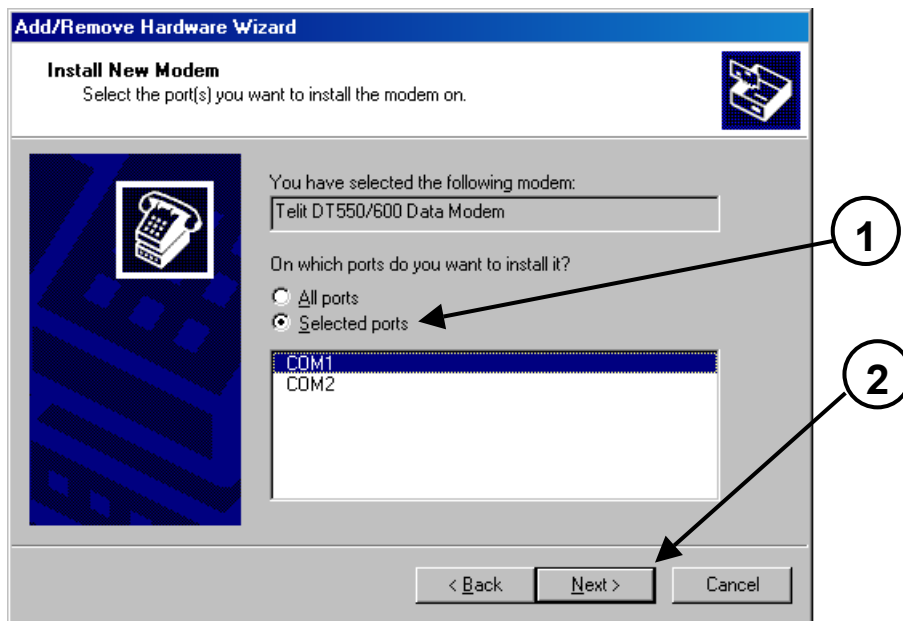 Add/Remove Hardware Wizard
Install New Modem
Select the port(s) you want to install the modem on.
You have selected the following modem:
Telit DT550/600 Data Modem
1
On which ports do you want to install it?
All ports
Selected ports
COM1
COM2
2
< Back Next > Cancel